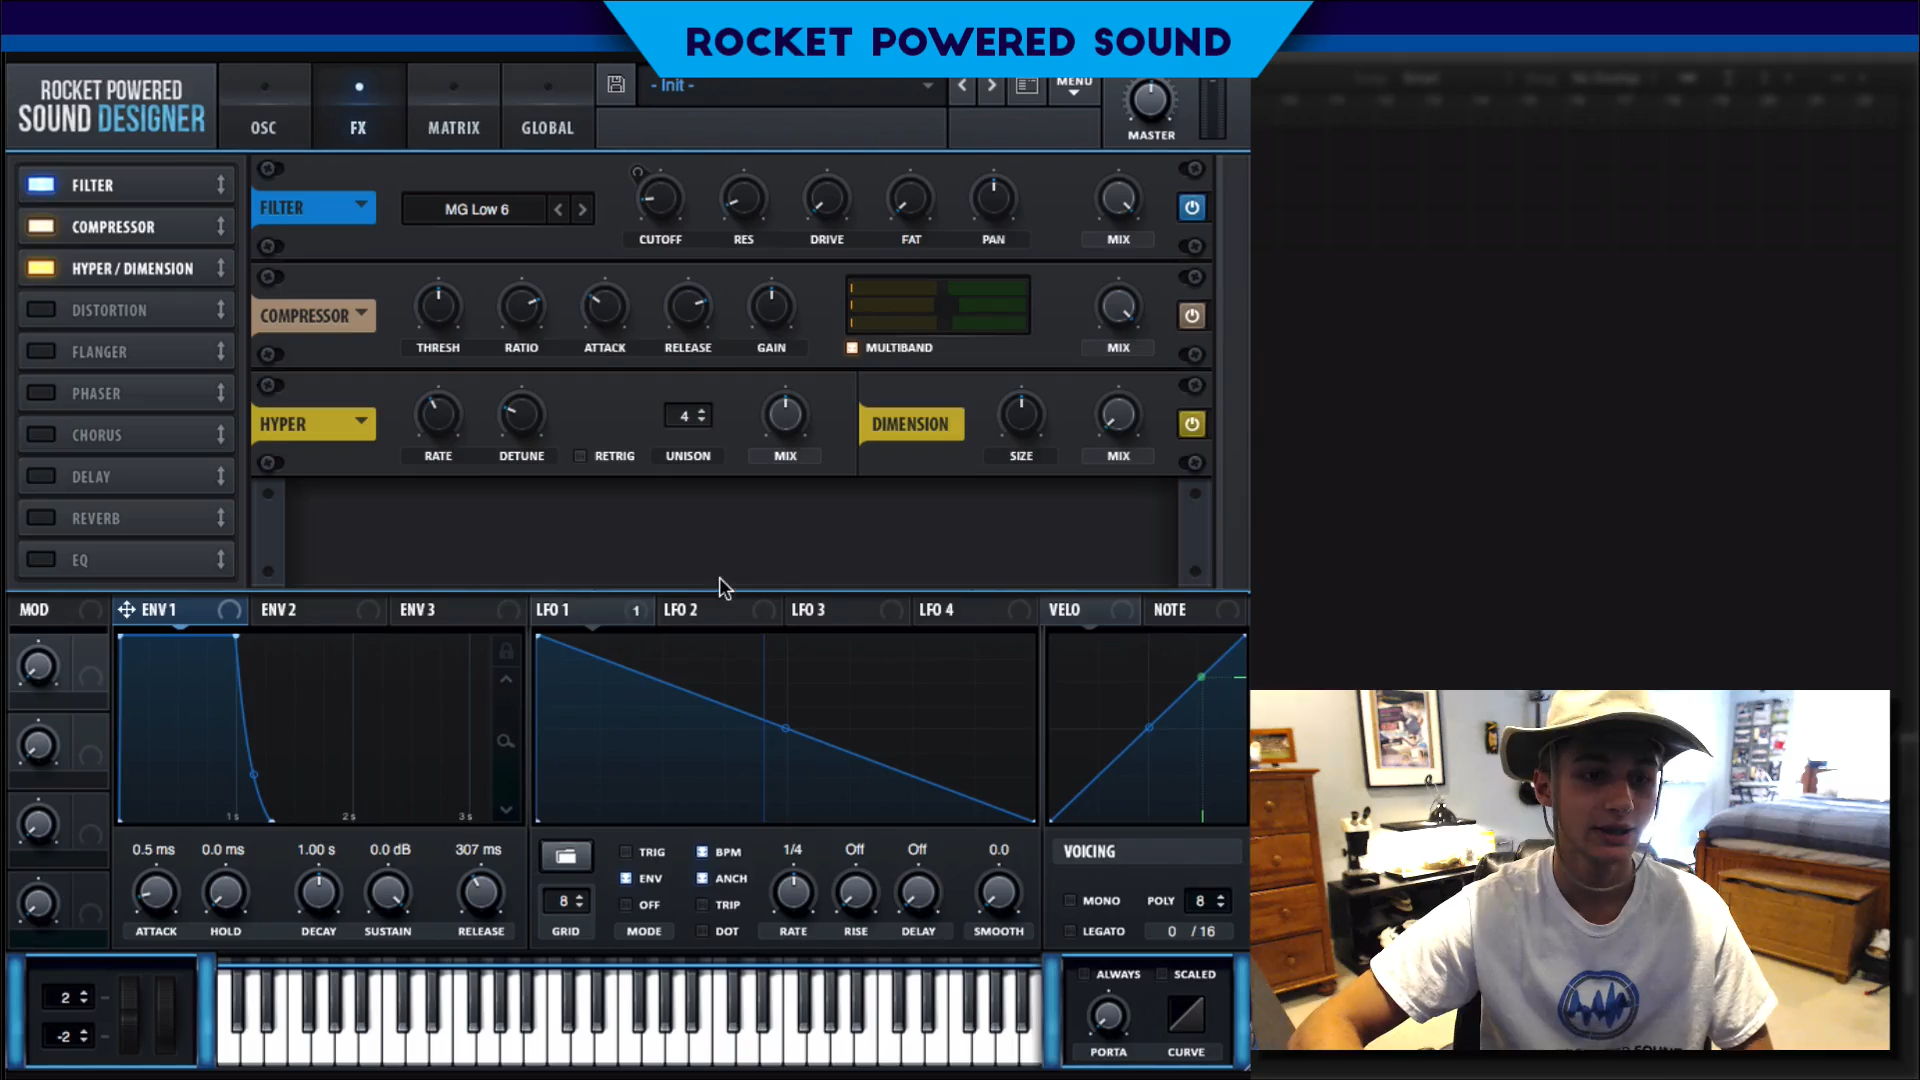 ROCKET POWERED SOUND
ROCKET POWERED
SOUND DESIGNER
OSC
FX
MATRIX
GLOBAL
- Init -
MENU
MASTER
FILTER
COMPRESSOR
HYPER / DIMENSION
DISTORTION
FLANGER
PHASER
CHORUS
DELAY
REVERB
EQ
FILTER
MG Low 6
CUTOFF RES DRIVE FAT PAN MIX
COMPRESSOR
THRESH RATIO ATTACK RELEASE GAIN
MULTIBAND
MIX
HYPER
RATE DETUNE
RETRIG
4
UNISON
MIX
DIMENSION
SIZE MIX
MOD ENV 1 ENV 2 ENV 3 LFO 1 1 LFO 2 LFO 3 LFO 4 VELO NOTE
1 s 2 s 3 s
0.5 ms 0.0 ms 1.00 s 0.0 dB 307 ms
ATTACK HOLD DECAY SUSTAIN RELEASE
8
GRID
TRIG
ENV
OFF
MODE
BPM
ANCH
TRIP
DOT
1/4 Off Off 0.0
RATE RISE DELAY SMOOTH
VOICING
MONO POLY 8
LEGATO 0 / 16
2
-2
ALWAYS SCALED
PORTA CURVE